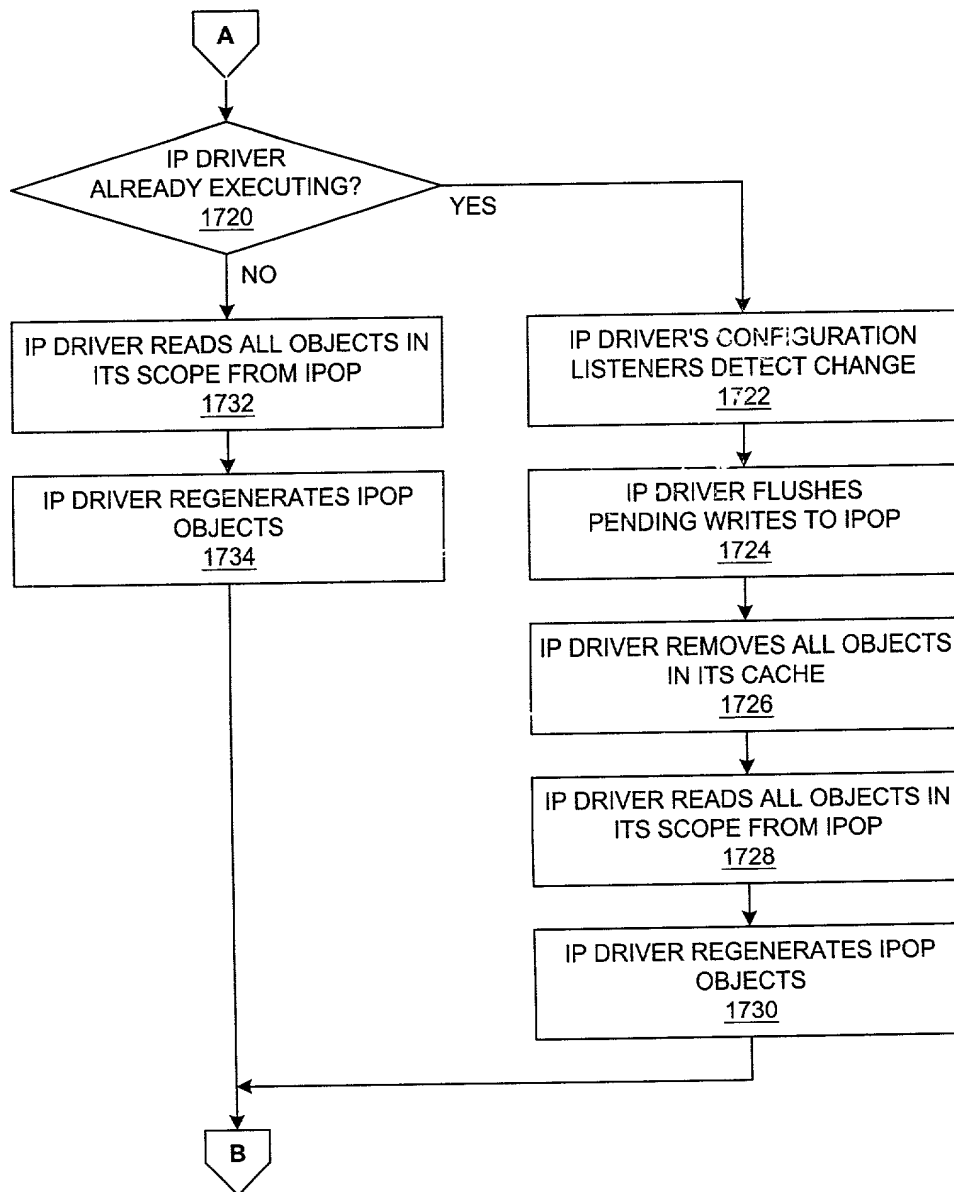 A
IP DRIVER
ALREADY EXECUTING?
1720
YES
NO
IP DRIVER READS ALL OBJECTS IN
ITS SCOPE FROM IPOP
1732
IP DRIVER REGENERATES IPOP
OBJECTS
1734
IP DRIVER'S CONFIGURATION
LISTENERS DETECT CHANGE
1722
IP DRIVER FLUSHES
PENDING WRITES TO IPOP
1724
IP DRIVER REMOVES ALL OBJECTS
IN ITS CACHE
1726
IP DRIVER READS ALL OBJECTS IN
ITS SCOPE FROM IPOP
1728
IP DRIVER REGENERATES IPOP
OBJECTS
1730
B